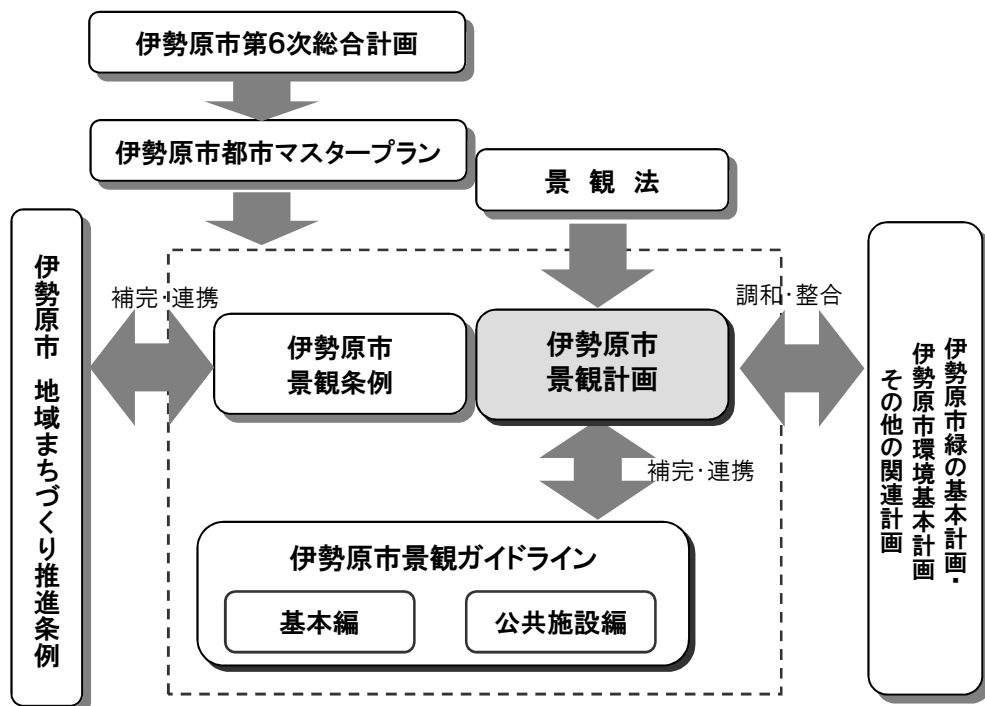 伊勢原市第6次総合計画
伊勢原市都市マスタープラン
景 観 法
伊勢原市 地域まちづくり推進条例
補完・連携
伊勢原市
景観条例
伊勢原市
景観計画
調和・整合
伊勢原市緑の基本計画・
伊勢原市環境基本計画
その他の関連計画
補完・連携
伊勢原市景観ガイドライン
基本編
公共施設編